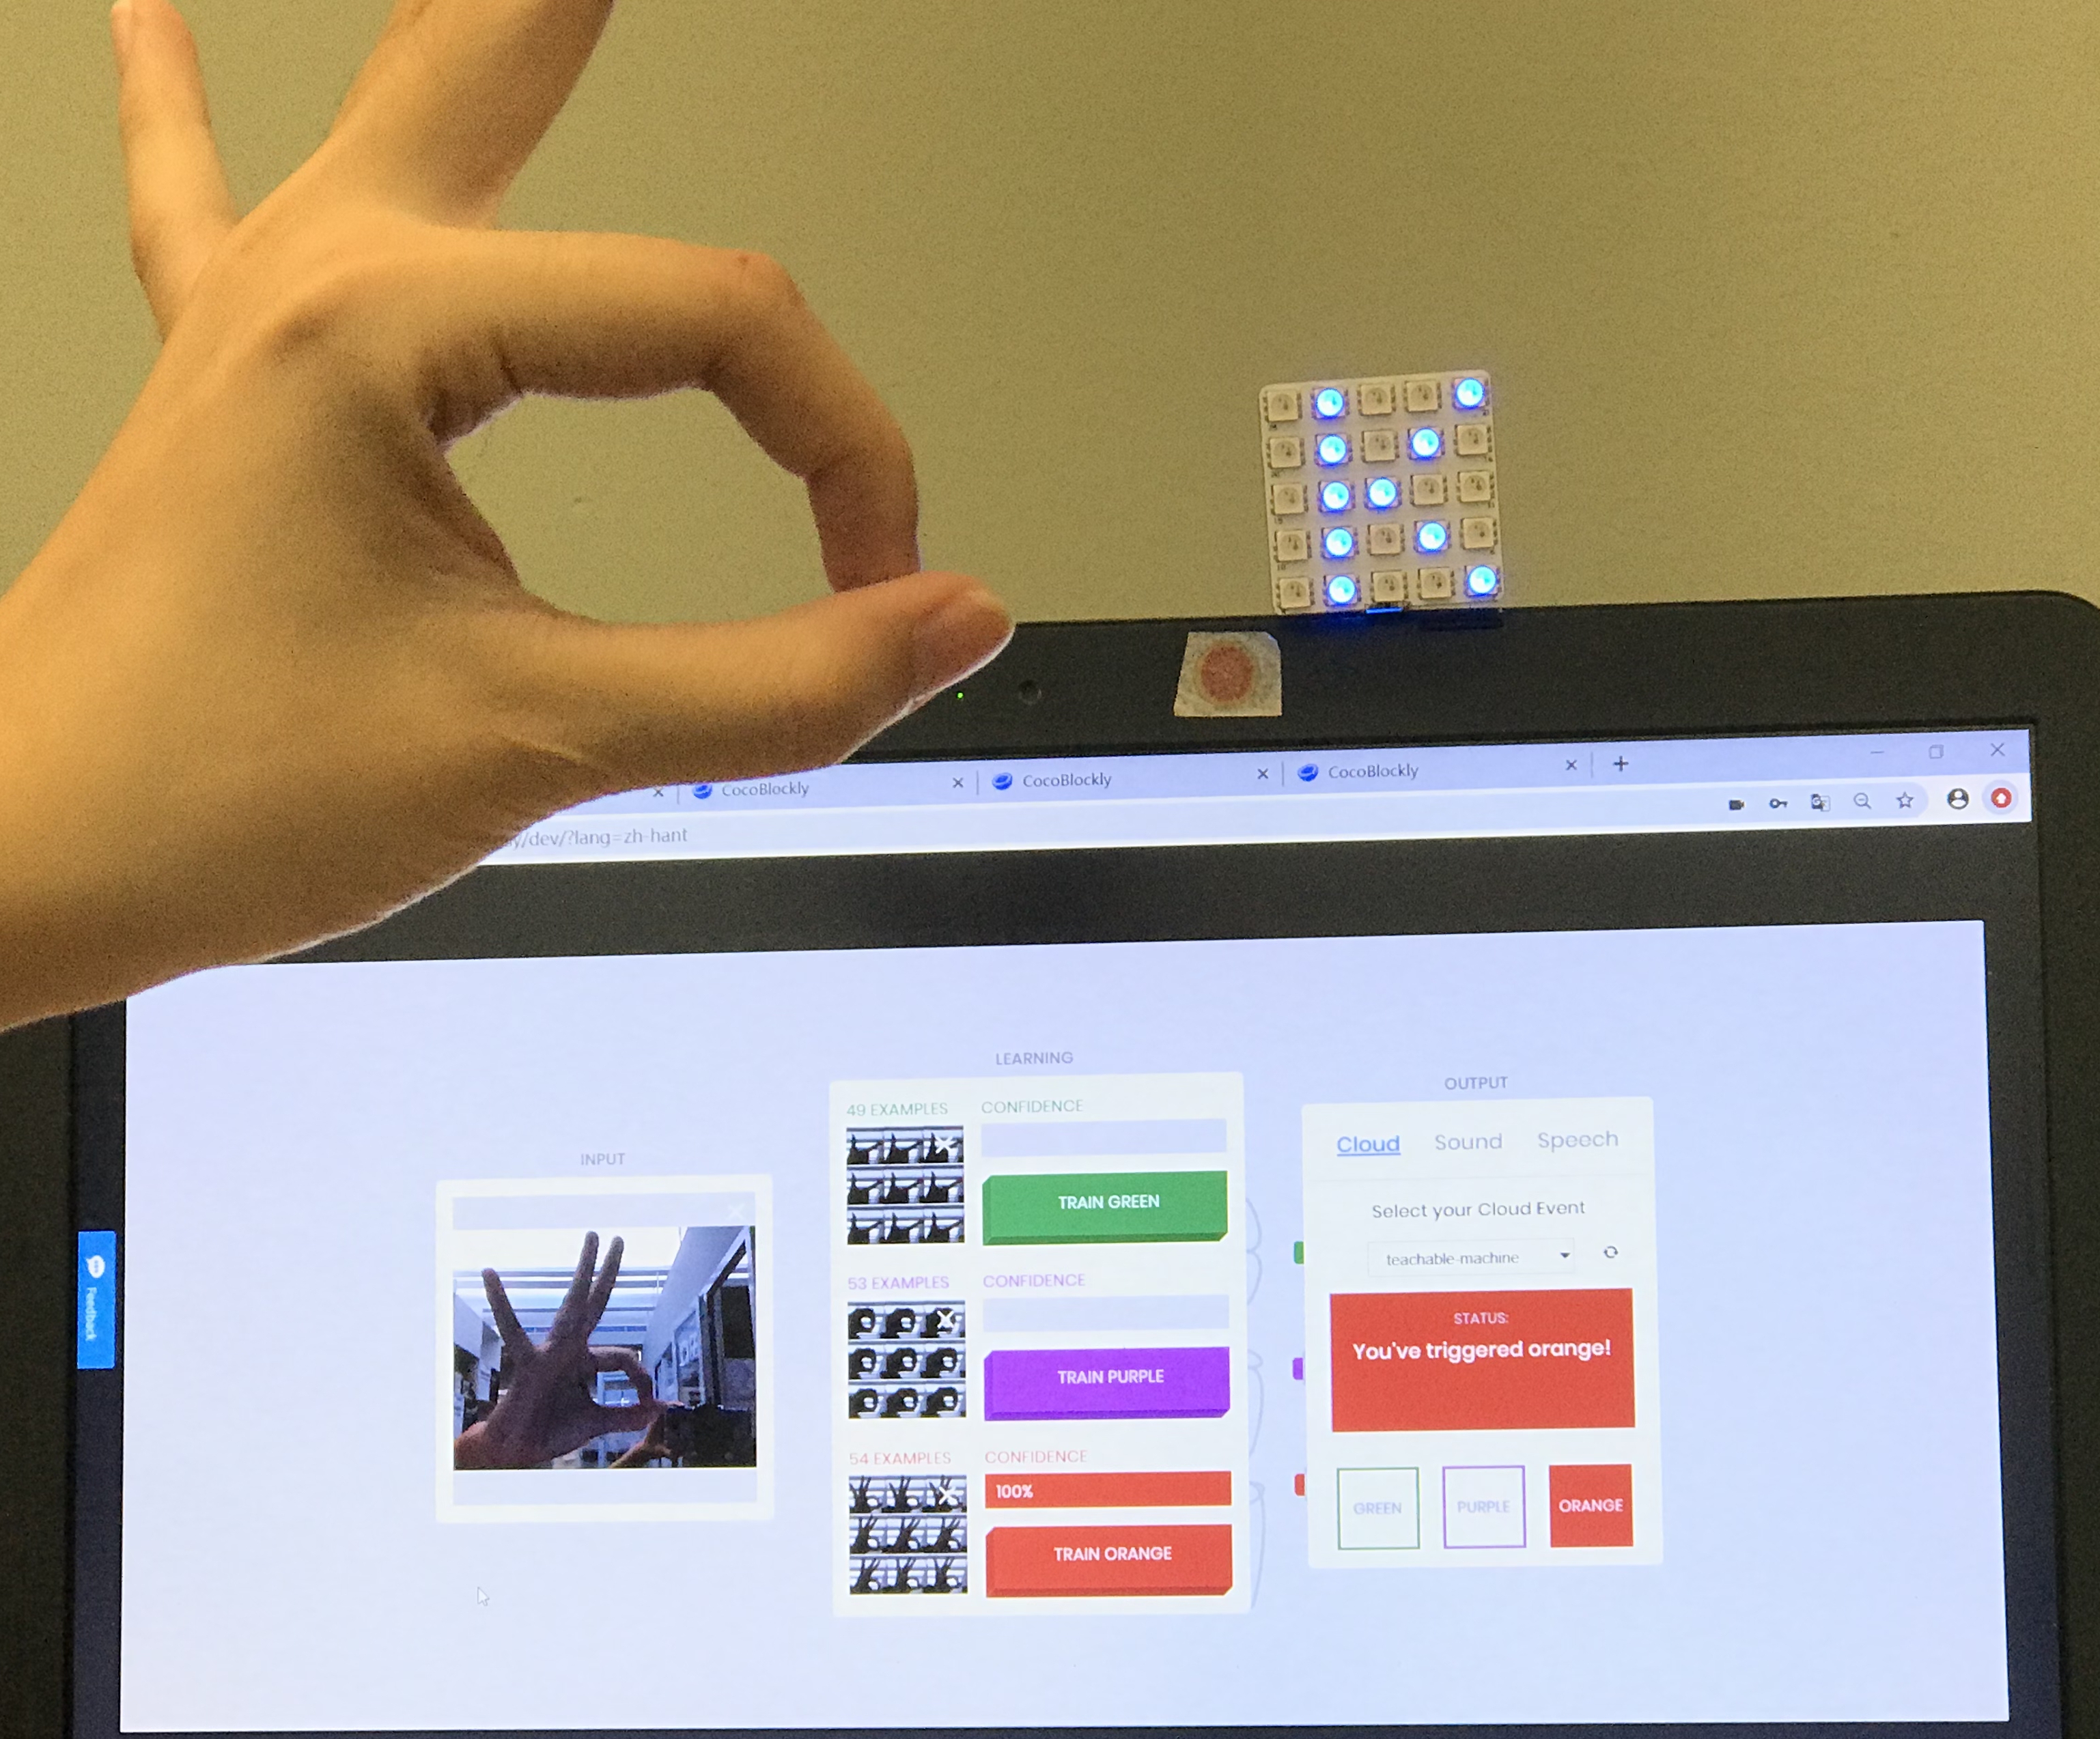 CocoBlockly
CocoBlockly
CocoBlockly
/dev/?lang=zh-hant
LEARNING
OUTPUT
INPUT
49 EXAMPLES CONFIDENCE
TRAIN GREEN
53 EXAMPLES CONFIDENCE
TRAIN PURPLE
54 EXAMPLES CONFIDENCE
100%
TRAIN ORANGE
Cloud Sound Speech
Select your Cloud Event
teachable-machine
STATUS:
You've triggered orange!
GREEN PURPLE ORANGE
Feedback